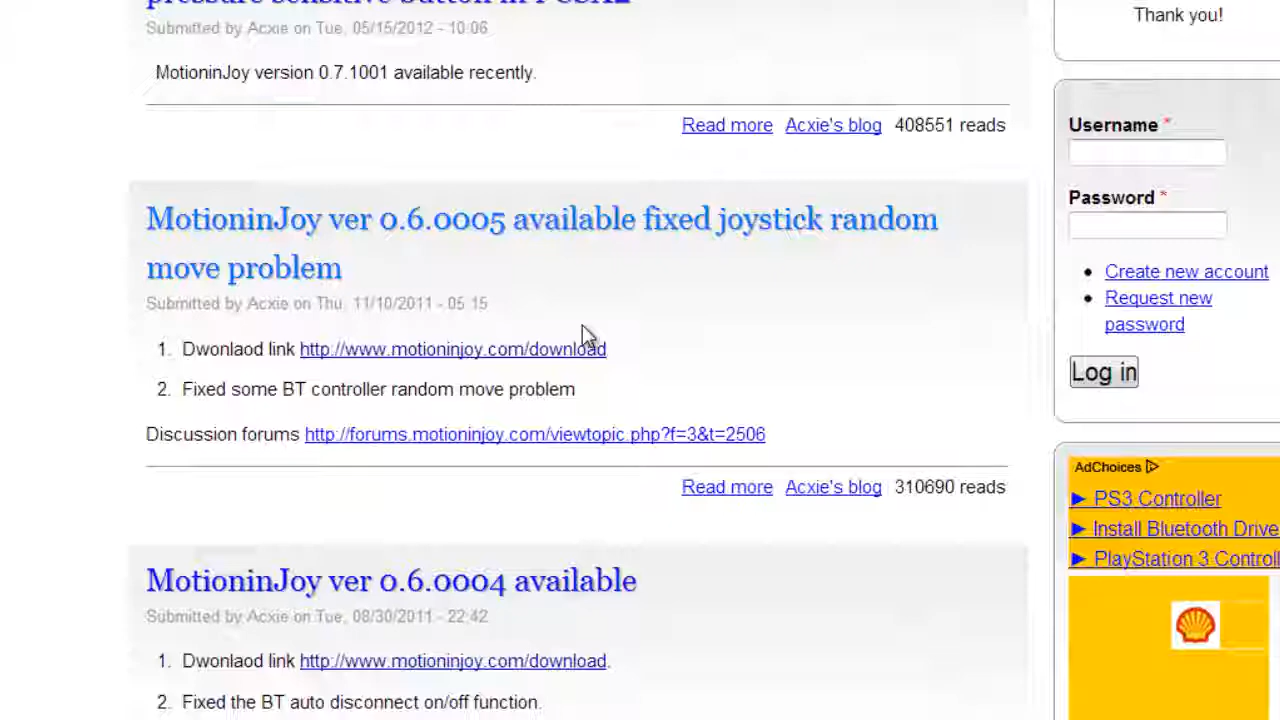 pressure sensitive button in PCSX2
Submitted by Acxie on Tue, 05/15/2012 - 10:06
MotioninJoy version 0.7.1001 available recently.
Read more Acxie's blog 408551 reads
MotioninJoy ver 0.6.0005 available fixed joystick random
move problem
Submitted by Acxie on Thu, 11/10/2011 - 05:15
1. Dwonlaod link http://www.motioninjoy.com/download
2. Fixed some BT controller random move problem
Discussion forums http://forums.motioninjoy.com/viewtopic.php?f=3&t=2506
Read more Acxie's blog 310690 reads
MotioninJoy ver 0.6.0004 available
Submitted by Acxie on Tue, 08/30/2011 - 22:42
1. Dwonlaod link http://www.motioninjoy.com/download.
2. Fixed the BT auto disconnect on/off function.
Thank you!
Username *
Password *
Create new account
Request new
password
Log in
AdChoices
PS3 Controller
Install Bluetooth Drive
PlayStation 3 Controll